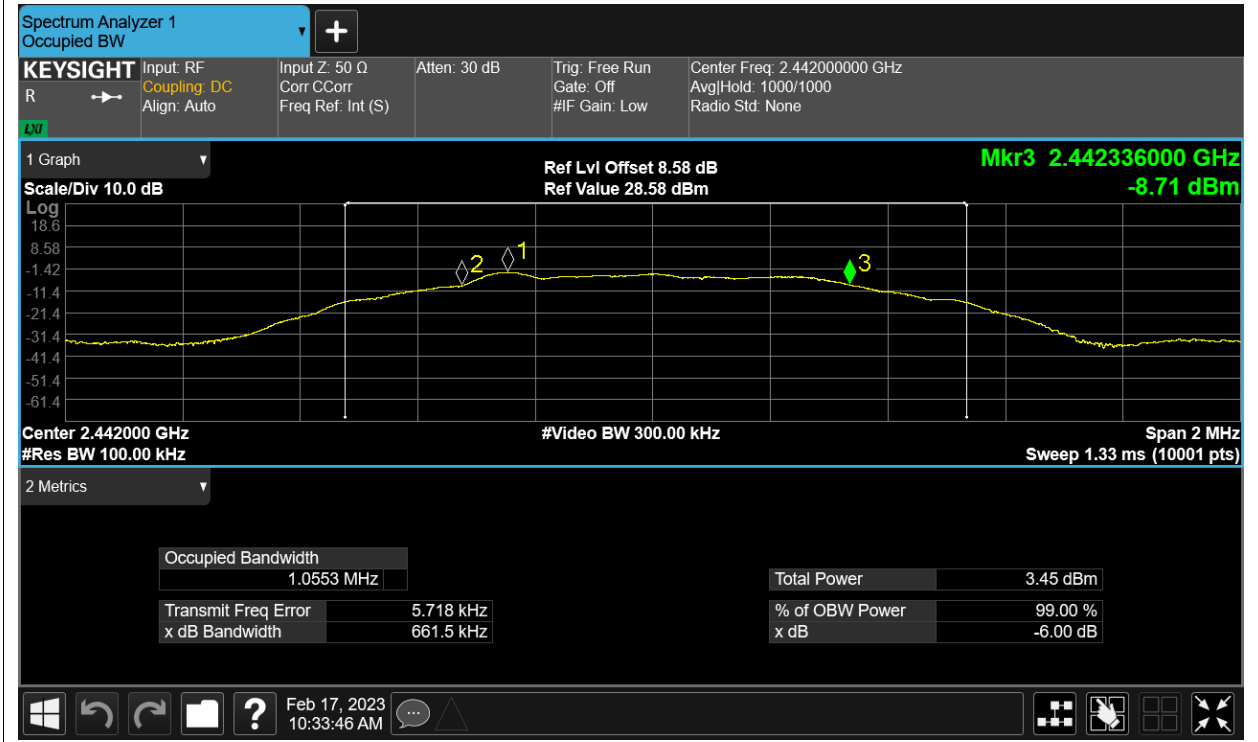 Spectrum Analyzer 1
Occupied BW
KEYSIGHT
R
LXI
Input: RF
Coupling: DC
Align: Auto
Input Z: 50 Ω
Corr CCorr
Freq Ref: Int (S)
Atten: 30 dB
Trig: Free Run
Gate: Off
#IF Gain: Low
Center Freq: 2.442000000 GHz
Avg|Hold: 1000/1000
Radio Std: None
1 Graph
Scale/Div 10.0 dB
Ref Lvl Offset 8.58 dB
Ref Value 28.58 dBm
Mkr3 2.442336000 GHz
-8.71 dBm
Log
18.6
8.58
-1.42
-11.4
-21.4
-31.4
-41.4
-51.4
-61.4
2
1
3
Center 2.442000 GHz
#Video BW 300.00 kHz
Span 2 MHz
#Res BW 100.00 kHz
Sweep 1.33 ms (10001 pts)
2 Metrics
Occupied Bandwidth
1.0553 MHz
Total Power 3.45 dBm
Transmit Freq Error 5.718 kHz
% of OBW Power 99.00 %
x dB Bandwidth 661.5 kHz
x dB -6.00 dB
?
Feb 17, 2023
10:33:46 AM